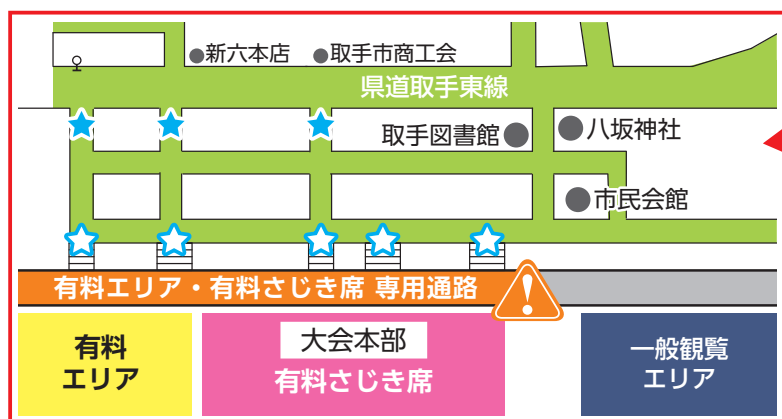 ●新六本店 ●取手市商工会
県道取手東線
取手図書館●
●八坂神社
●市民会館
有料エリア・有料さじき席 専用通路
!
有料
エリア
大会本部
有料さじき席
一般観覧
エリア